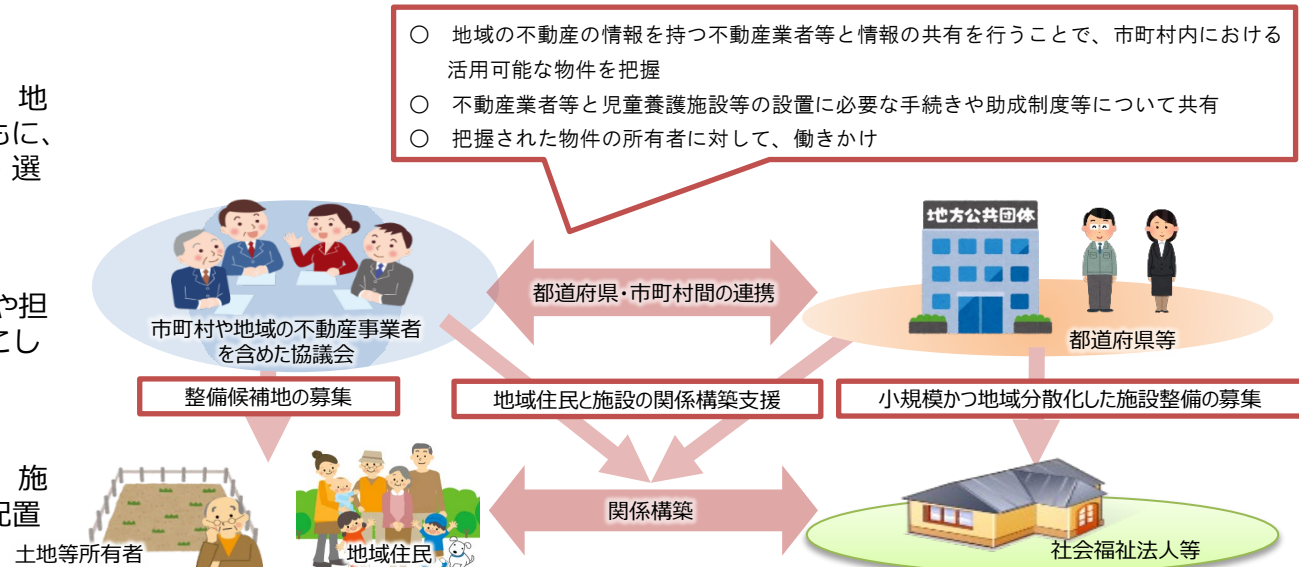 ○ 地域の不動産の情報を持つ不動産業者等と情報の共有を行うことで、市町村内における
活用可能な物件を把握
○ 不動産業者等と児童養護施設等の設置に必要な手続きや助成制度等について共有
○ 把握された物件の所有者に対して、働きかけ
地
もに、
選
や担
こし
施
配置
地方公共団体
都道府県・市町村間の連携
市町村や地域の不動産事業者
を含めた協議会
都道府県等
整備候補地の募集
地域住民と施設の関係構築支援
小規模かつ地域分散化した施設整備の募集
関係構築
土地等所有者
地域住民
社会福祉法人等